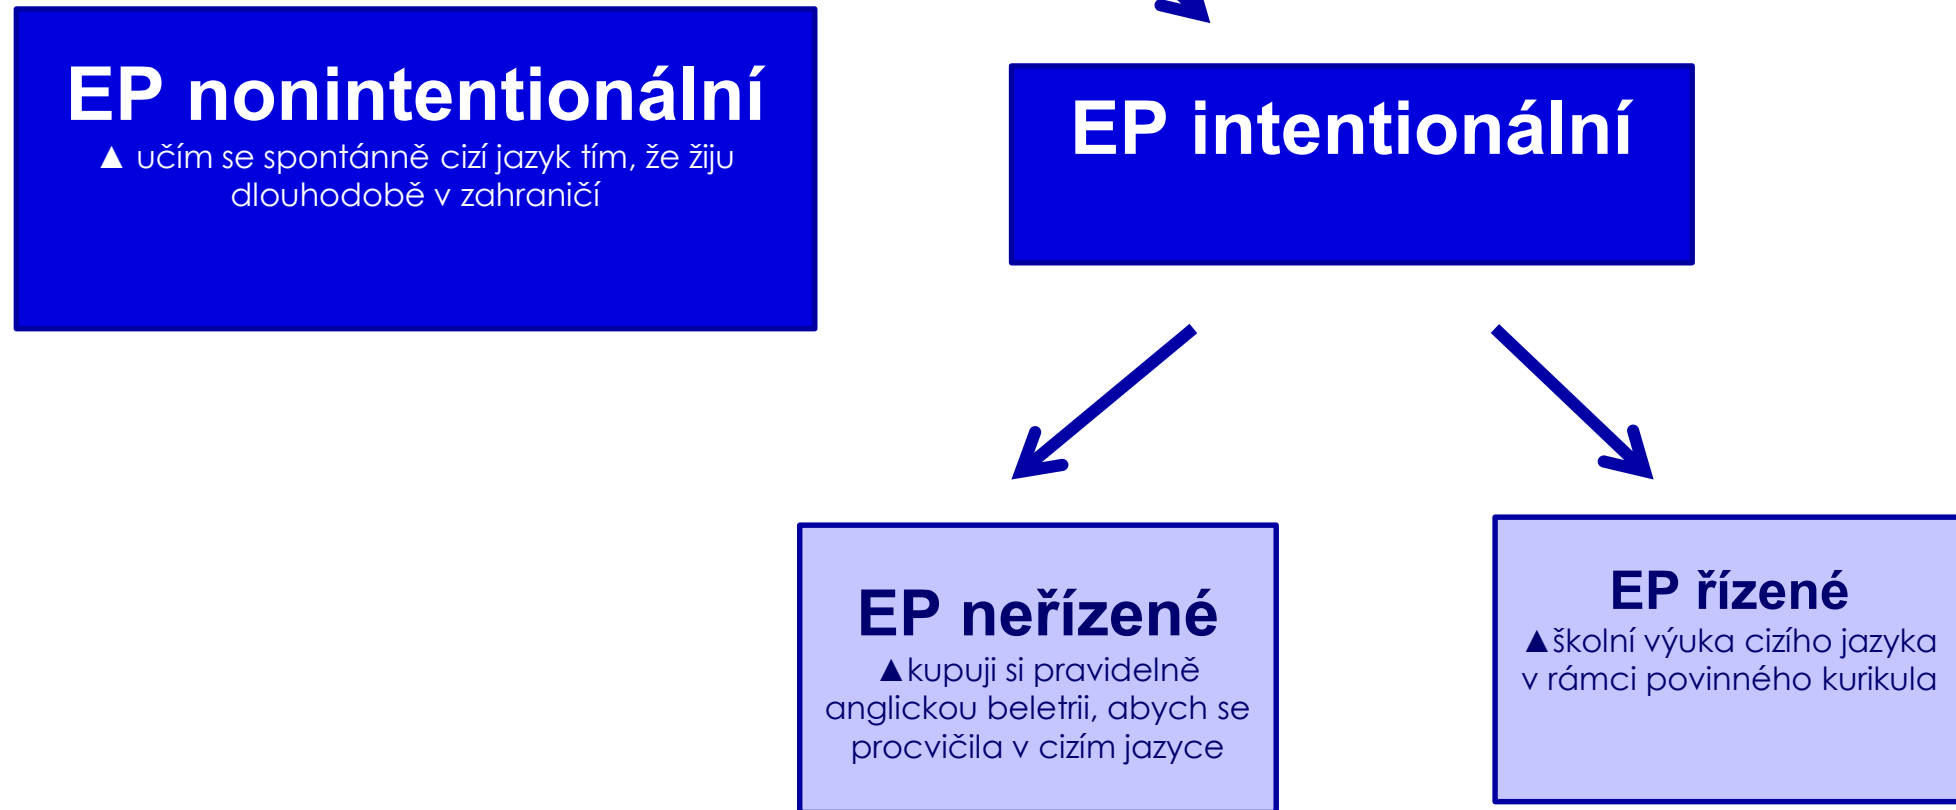 EP nonintentionální
▲ učím se spontánně cizí jazyk tím, že žiju
dlouhodobě v zahraničí
EP intentionální
EP neřízené
▲kupuji si pravidelně
anglickou beletrii, abych se
procvičila v cizím jazyce
EP řízené
▲školní výuka cizího jazyka
v rámci povinného kurikula